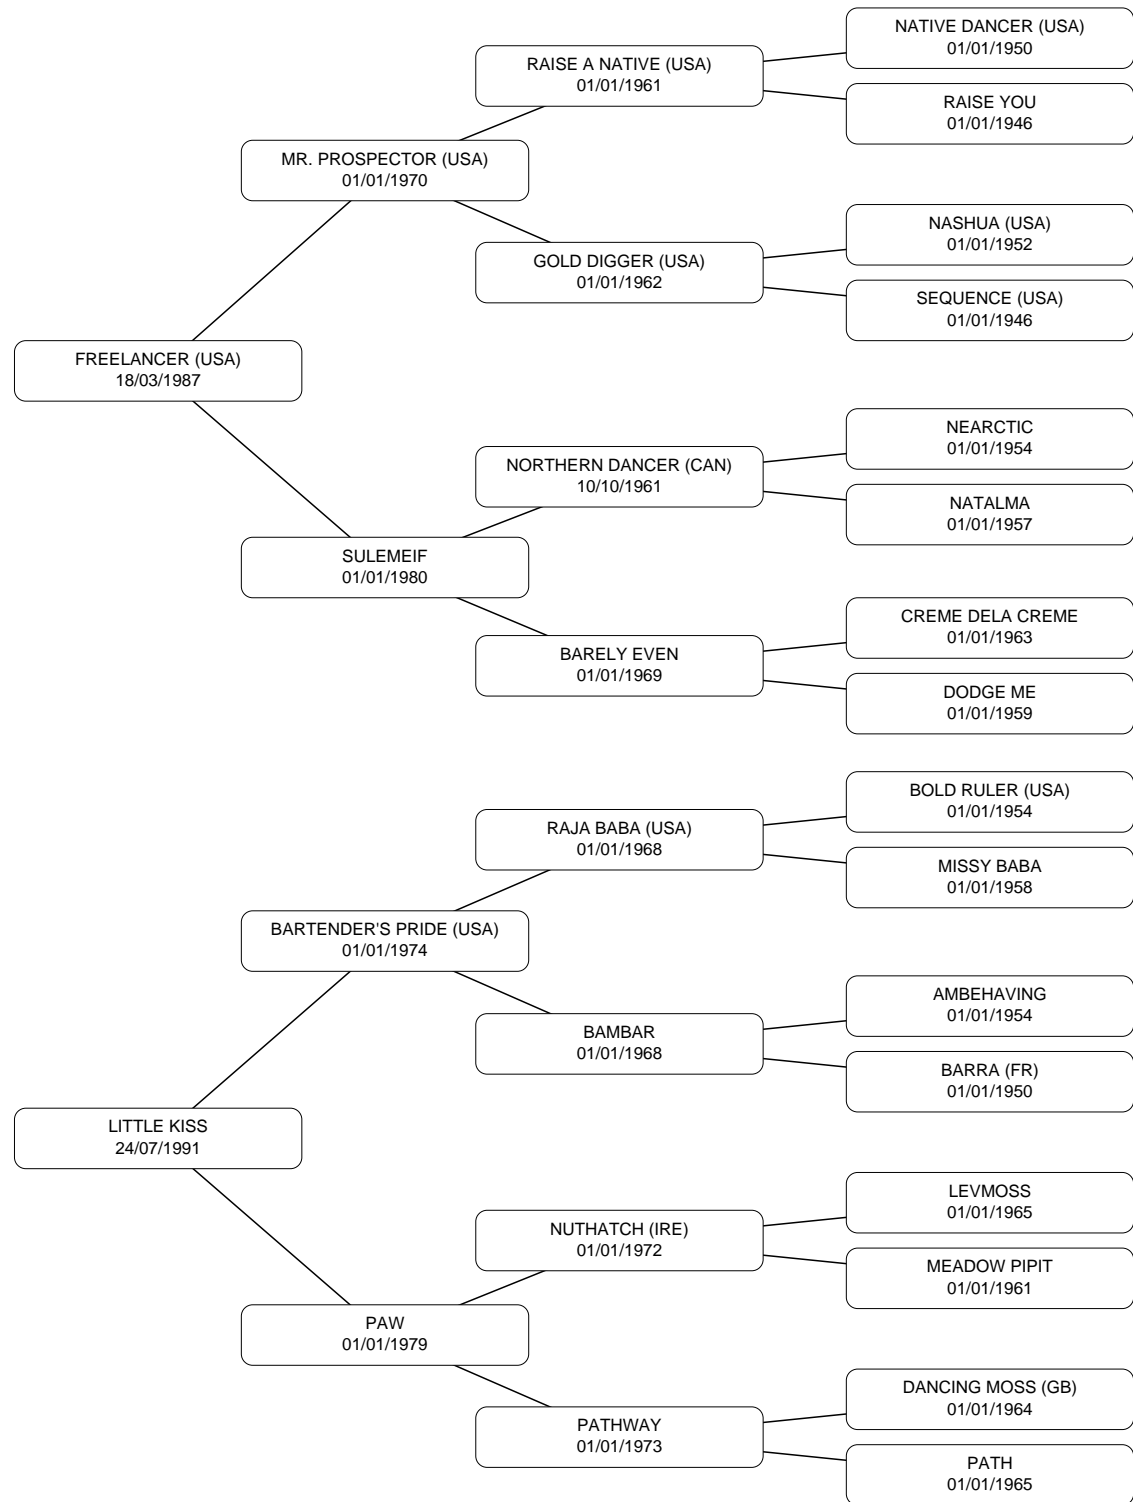 NATIVE DANCER (USA)
01/01/1950
RAISE A NATIVE (USA)
01/01/1961
RAISE YOU
01/01/1946
MR. PROSPECTOR (USA)
01/01/1970
NASHUA (USA)
01/01/1952
GOLD DIGGER (USA)
01/01/1962
SEQUENCE (USA)
01/01/1946
FREELANCER (USA)
18/03/1987
NEARCTIC
01/01/1954
NORTHERN DANCER (CAN)
10/10/1961
NATALMA
01/01/1957
SULEMEIF
01/01/1980
CREME DELA CREME
01/01/1963
BARELY EVEN
01/01/1969
DODGE ME
01/01/1959
BOLD RULER (USA)
01/01/1954
RAJA BABA (USA)
01/01/1968
MISSY BABA
01/01/1958
BARTENDER'S PRIDE (USA)
01/01/1974
AMBEHAVING
01/01/1954
BAMBAR
01/01/1968
BARRA (FR)
01/01/1950
LITTLE KISS
24/07/1991
LEVMOSS
01/01/1965
NUTHATCH (IRE)
01/01/1972
MEADOW PIPIT
01/01/1961
PAW
01/01/1979
DANCING MOSS (GB)
01/01/1964
PATHWAY
01/01/1973
PATH
01/01/1965